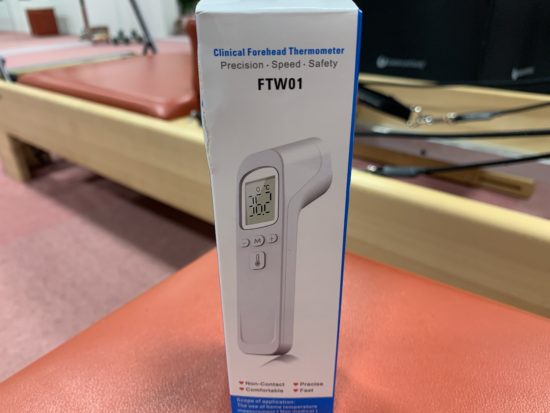 Clinical Forehead Thermometer
Precision · Speed · Safety
FTW01
°C
36.2
- M +
♥ Non-Contact ♥ Precise
♥ Comfortable ♥ Fast
Scope of application:
The use of home temperature